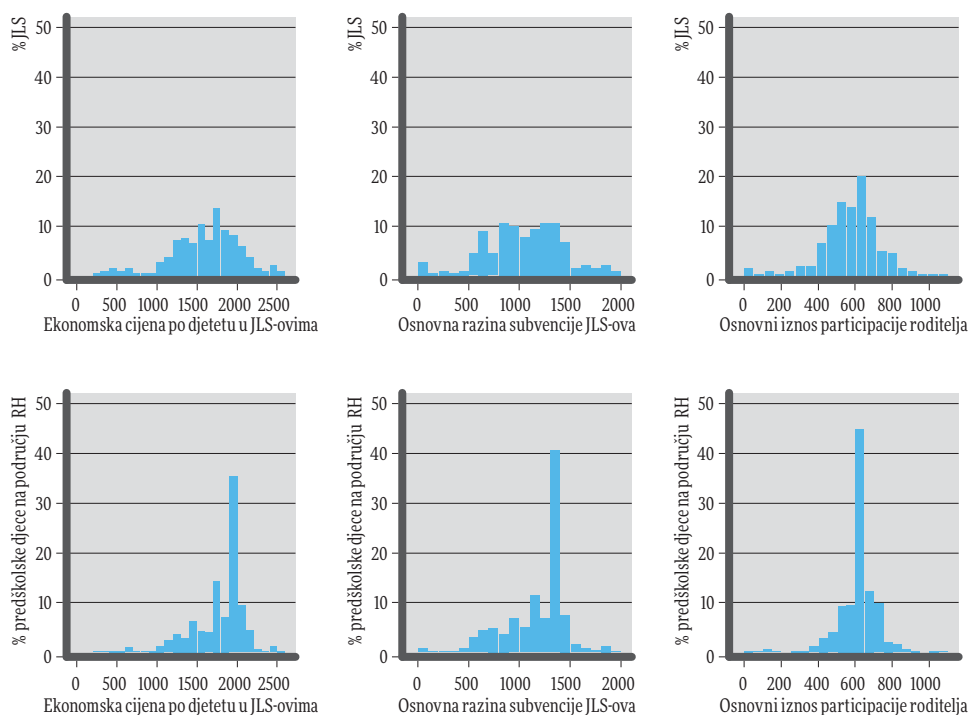 % JLS
50
40
30
20
10
0
0 500 1000 1500 2000 2500
Ekonomska cijena po djetetu u JLS-ovima
% JLS
50
40
30
20
10
0
0 500 1000 1500 2000
Osnovna razina subvencije JLS-ova
% JLS
50
40
30
20
10
0
0 200 400 600 800 1000
Osnovni iznos participacije roditelja
% predškolske djece na području RH
50
40
30
20
10
0
0 500 1000 1500 2000 2500
Ekonomska cijena po djetetu u JLS-ovima
% predškolske djece na području RH
50
40
30
20
10
0
0 500 1000 1500 2000
Osnovna razina subvencije JLS-ova
% predškolske djece na području RH
50
40
30
20
10
0
0 200 400 600 800 1000
Osnovni iznos participacije roditelja